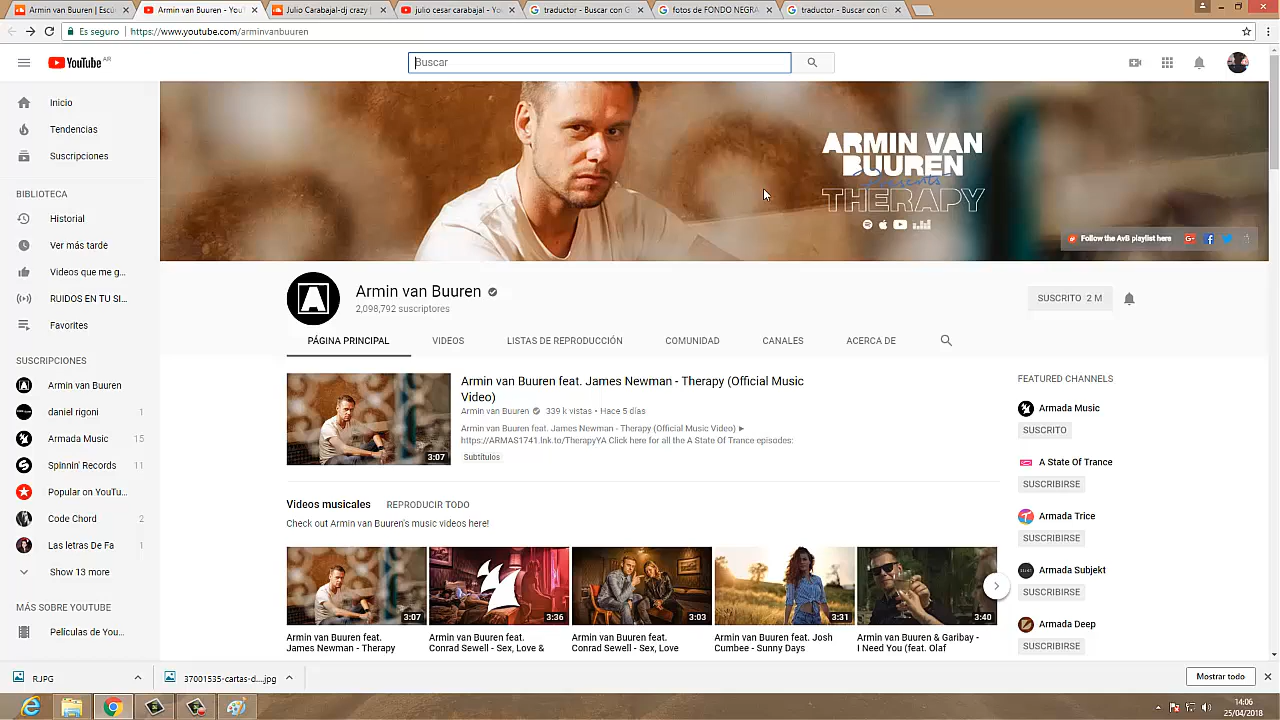 Armin van Buuren | Escú
Armin van Buuren - YouT
Julio Carabajal-dj crazy (
julio cesar carabajal - Yo
traductor - Buscar con G
fotos de FONDO NEGRA
traductor - Buscar con G
Es seguro
https://www.youtube.com/arminvanbuuren
YouTube AR
Buscar
Inicio
Tendencias
Suscripciones
BIBLIOTECA
Historial
Ver más tarde
Videos que me g...
RUIDOS EN TU SI...
Favorites
SUSCRIPCIONES
Armin van Buuren
daniel rigoni 1
Armada Music 15
Spinnin' Records 11
Popular on YouTu...
Code Chord 2
Las letras De Fa 1
Show 13 more
MÁS SOBRE YOUTUBE
Películas de You...
ARMIN VAN
BUUREN
Presents
THERAPY
Follow the AvB playlist here
Armin van Buuren
2,098,792 suscriptores
SUSCRITO 2 M
PÁGINA PRINCIPAL
VIDEOS
LISTAS DE REPRODUCCIÓN
COMUNIDAD
CANALES
ACERCA DE
3:07
Armin van Buuren feat. James Newman - Therapy (Official Music
Video)
Armin van Buuren 339 k vistas • Hace 5 días
Armin van Buuren feat. James Newman - Therapy (Official Music Video) ►
https://ARMAS1741.lnk.to/TherapyYA Click here for all the A State Of Trance episodes:
Subtítulos
Videos musicales REPRODUCIR TODO
Check out Armin van Buuren's music videos here!
3:07
Armin van Buuren feat.
James Newman - Therapy
3:36
Armin van Buuren feat.
Conrad Sewell - Sex, Love &
3:03
Armin van Buuren feat.
Conrad Sewell - Sex, Love
3:31
Armin van Buuren feat. Josh
Cumbee - Sunny Days
3:40
Armin van Buuren & Garibay -
I Need You (feat. Olaf
FEATURED CHANNELS
Armada Music
SUSCRITO
A State Of Trance
SUSCRIBIRSE
Armada Trice
SUSCRIBIRSE
Armada Subjekt
SUSCRIBIRSE
Armada Deep
SUSCRIBIRSE
R.JPG
37001535-cartas-d....jpg
Mostrar todo
14:06
25/04/2018